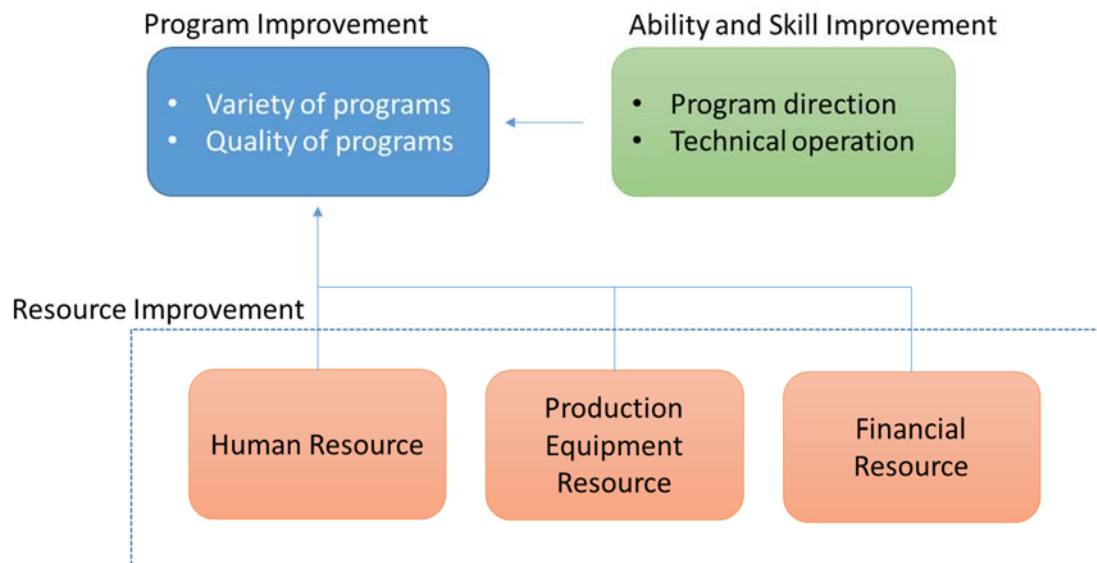 Program Improvement
Ability and Skill Improvement
• Variety of programs
• Quality of programs
• Program direction
• Technical operation
Resource Improvement
Human Resource
Production
Equipment
Resource
Financial
Resource